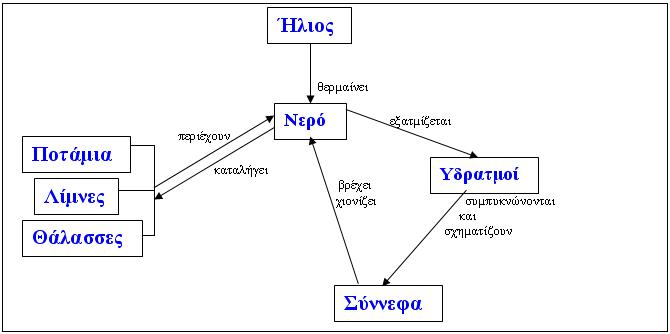 Ήλιος
θερμαίνει
Νερό
εξατμίζεται
περιέχουν
Ποτάμια
καταλήγει
Υδρατμοί
Λίμνες
βρέχει
χιονίζει
συμπυκνώνονται
και
σχηματίζουν
Θάλασσες
Σύννεφα